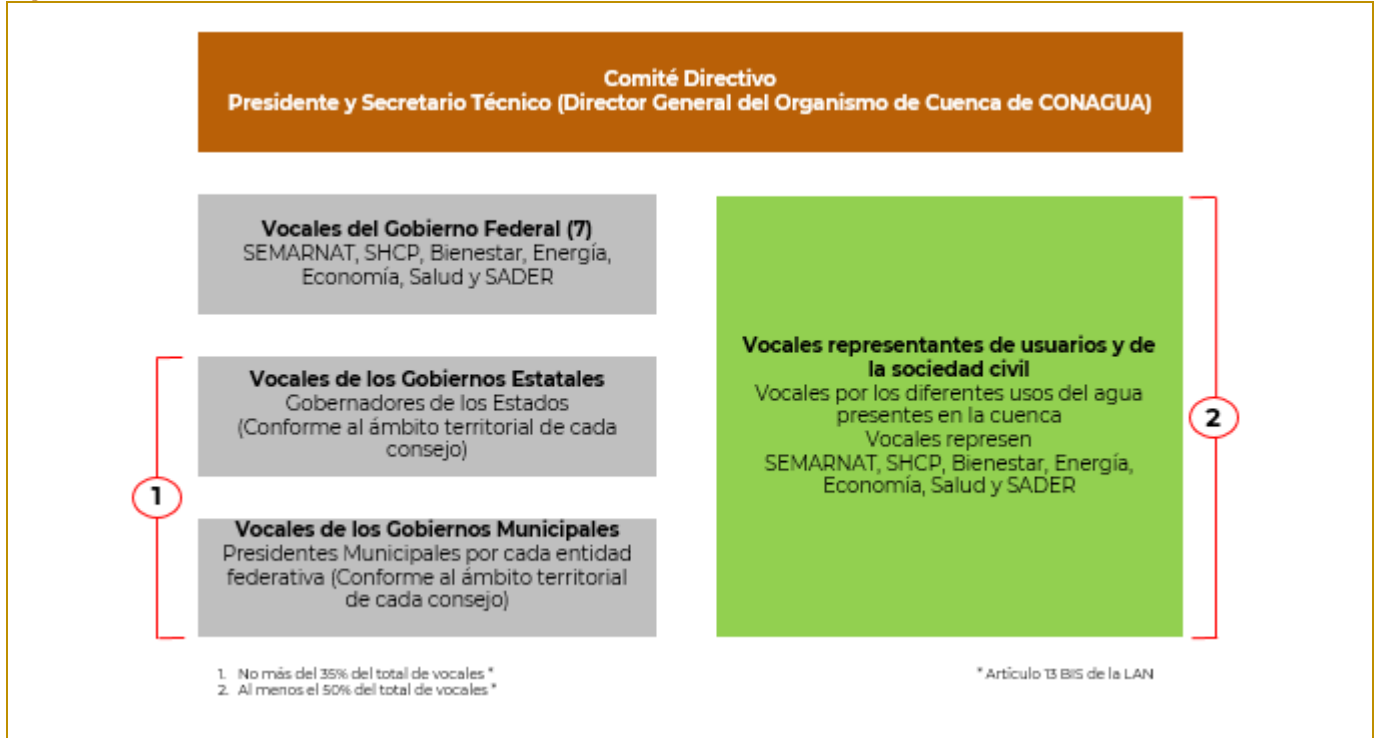 Comité Directivo
Presidente y Secretario Técnico (Director General del Organismo de Cuenca de CONAGUA)
Vocales del Gobierno Federal (7)
SEMARNAT, SHCP, Bienestar, Energía,
Economía, Salud y SADER
1
Vocales de los Gobiernos Estatales
Gobernadores de los Estados
(Conforme al ámbito territorial de cada
consejo)
Vocales de los Gobiernos Municipales
Presidentes Municipales por cada entidad
federativa (Conforme al ámbito territorial
de cada consejo)
Vocales representantes de usuarios y de
la sociedad civil
Vocales por los diferentes usos del agua
presentes en la cuenca
Vocales represen
SEMARNAT, SHCP, Bienestar, Energía,
Economía, Salud y SADER
2
1. No más del 35% del total de vocales *
2. Al menos el 50% del total de vocales *
* Artículo 13 BIS de la LAN